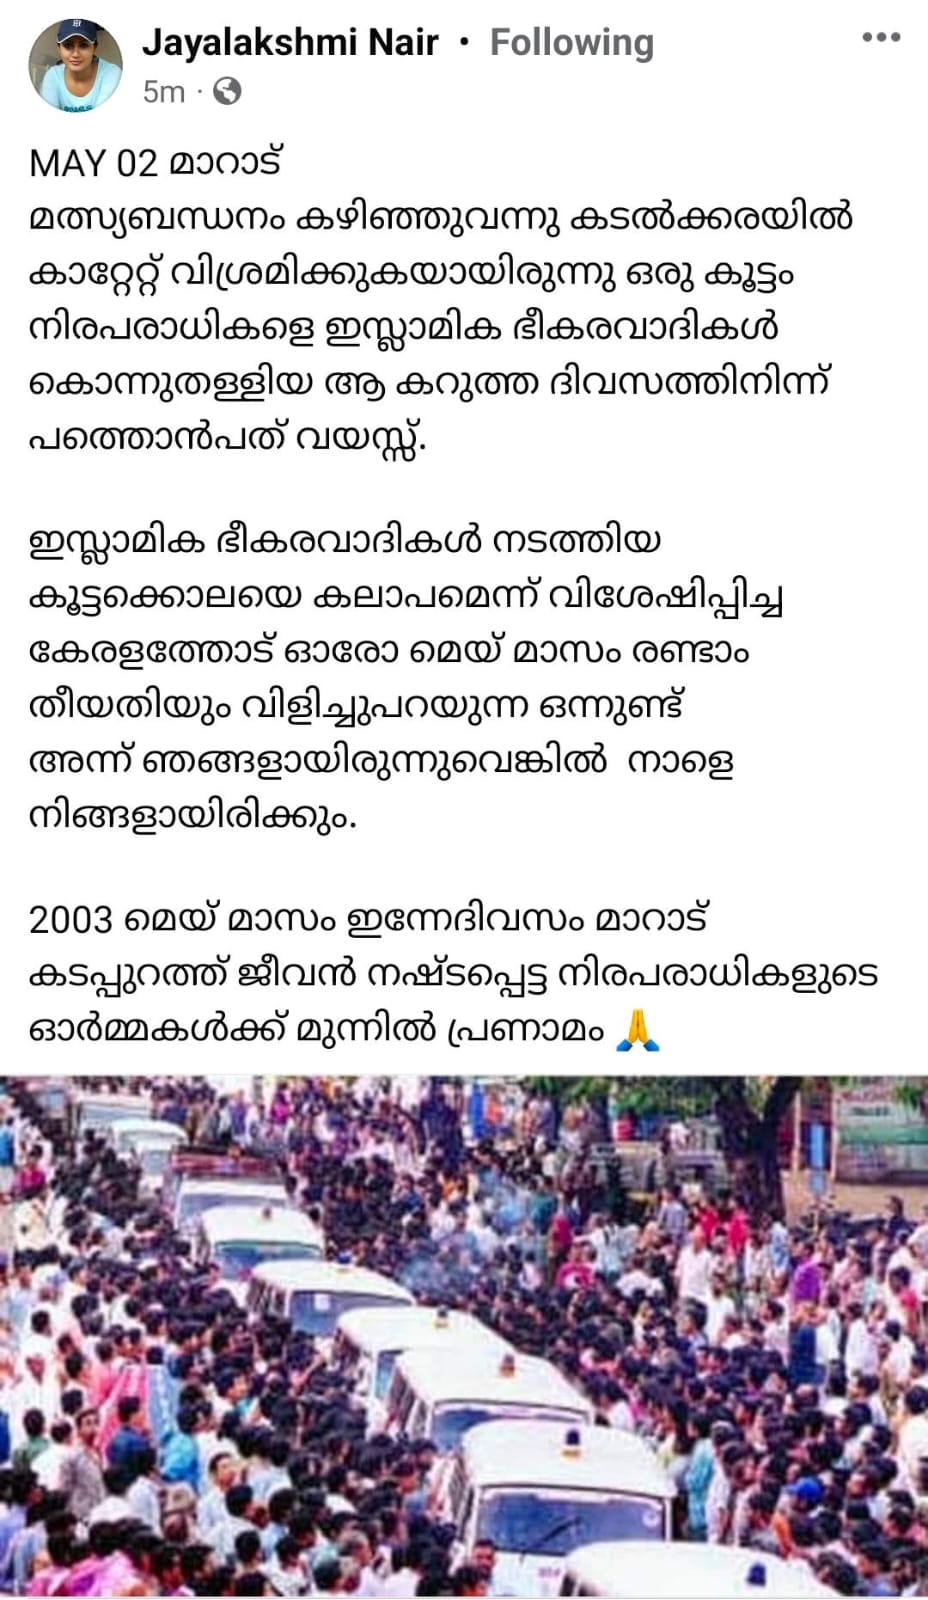 Jayalakshmi Nair • Following
5m ·
MAY 02 മാറാട്
മത്സ്യബന്ധനം കഴിഞ്ഞുവന്നു കടൽക്കരയിൽ
കാറ്റേറ്റ് വിശ്രമിക്കുകയായിരുന്നു ഒരു കൂട്ടം
നിരപരാധികളെ ഇസ്ലാമിക ഭീകരവാദികൾ
കൊന്നുതള്ളിയ ആ കറുത്ത ദിവസത്തിനിന്ന്
പത്തൊൻപത് വയസ്സ്.
ഇസ്ലാമിക ഭീകരവാദികൾ നടത്തിയ
കൂട്ടക്കൊലയെ കലാപമെന്ന് വിശേഷിപ്പിച്ച
കേരളത്തോട് ഓരോ മെയ് മാസം രണ്ടാം
തീയതിയും വിളിച്ചുപറയുന്ന ഒന്നുണ്ട്
അന്ന് ഞങ്ങളായിരുന്നുവെങ്കിൽ നാളെ
നിങ്ങളായിരിക്കും.
2003 മെയ് മാസം ഇന്നേദിവസം മാറാട്
കടപ്പുറത്ത് ജീവൻ നഷ്ടപ്പെട്ട നിരപരാധികളുടെ
ഓർമ്മകൾക്ക് മുന്നിൽ പ്രണാമം 🙏